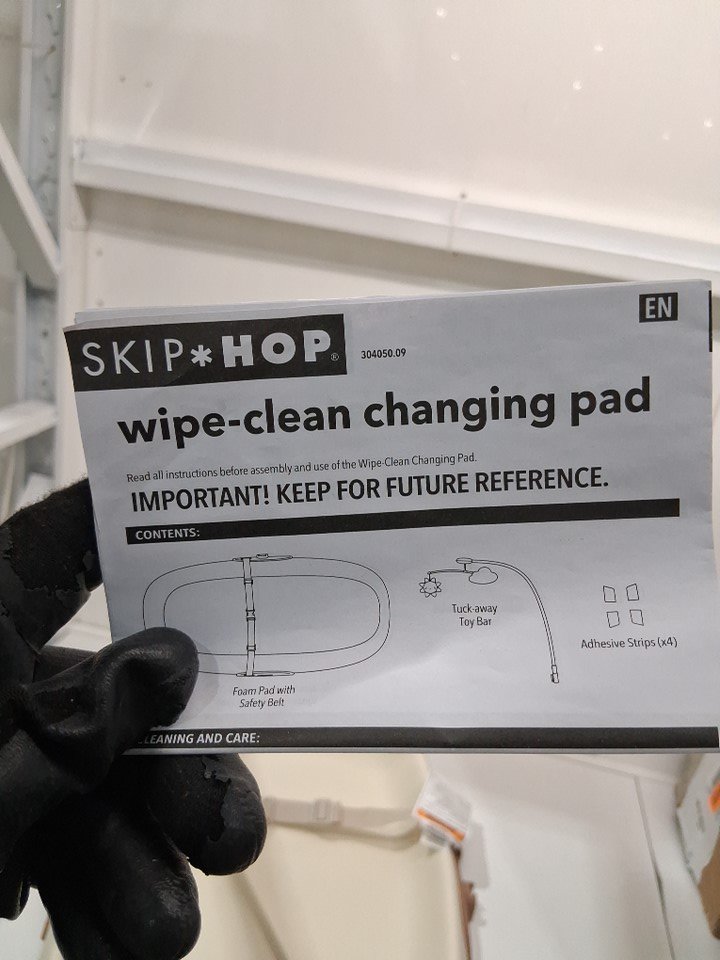 EN
SKIP*HOP® 304050.09
wipe-clean changing pad
Read all instructions before assembly and use of the Wipe-Clean Changing Pad.
IMPORTANT! KEEP FOR FUTURE REFERENCE.
CONTENTS:
Foam Pad with
Safety Belt
Tuck-away
Toy Bar
Adhesive Strips (x4)
CLEANING AND CARE: